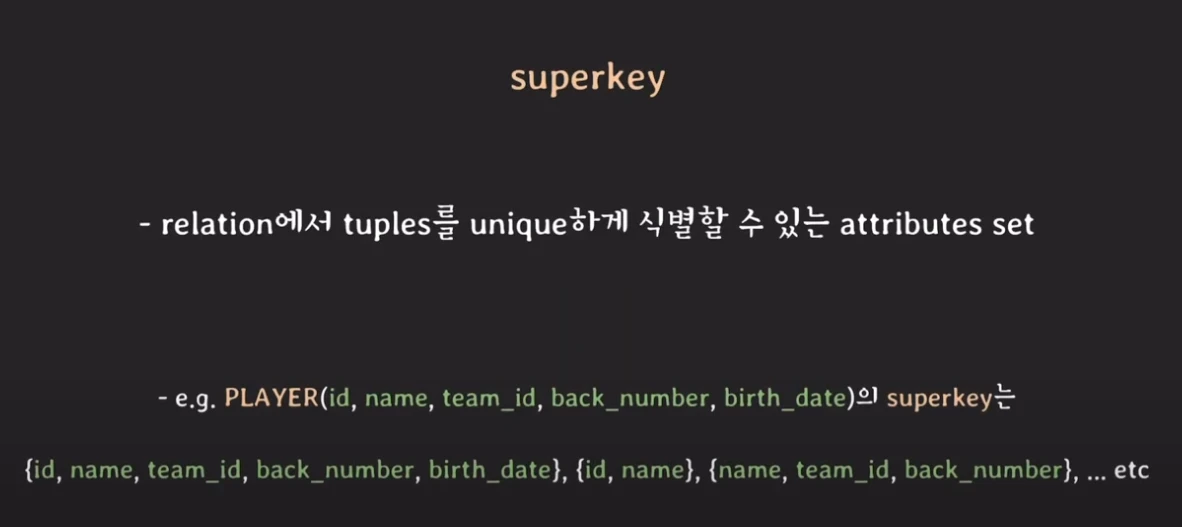 superkey
- relation에서 tuples를 unique하게 식별할 수 있는 attributes set
- e.g. PLAYER(id, name, team_id, back_number, birth_date)의 superkey는
{id, name, team_id, back_number, birth_date}, {id, name}, {name, team_id, back_number}, ... etc